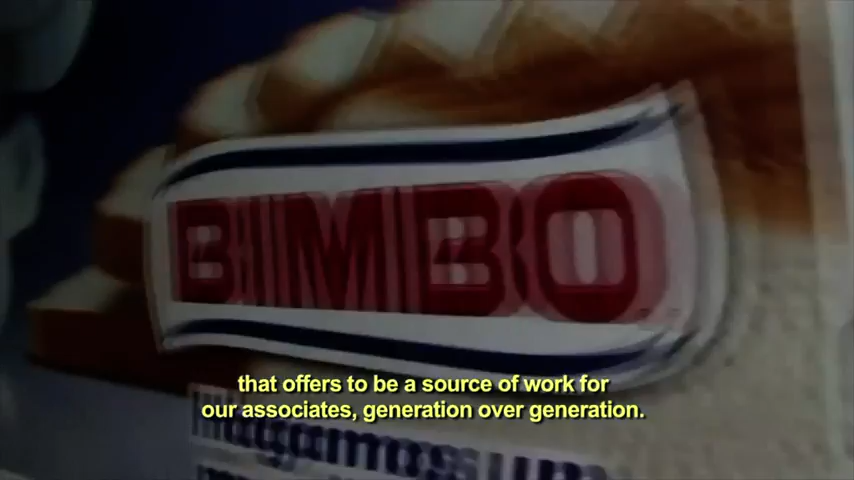 BIMBO
that offers to be a source of work for
our associates, generation over generation.